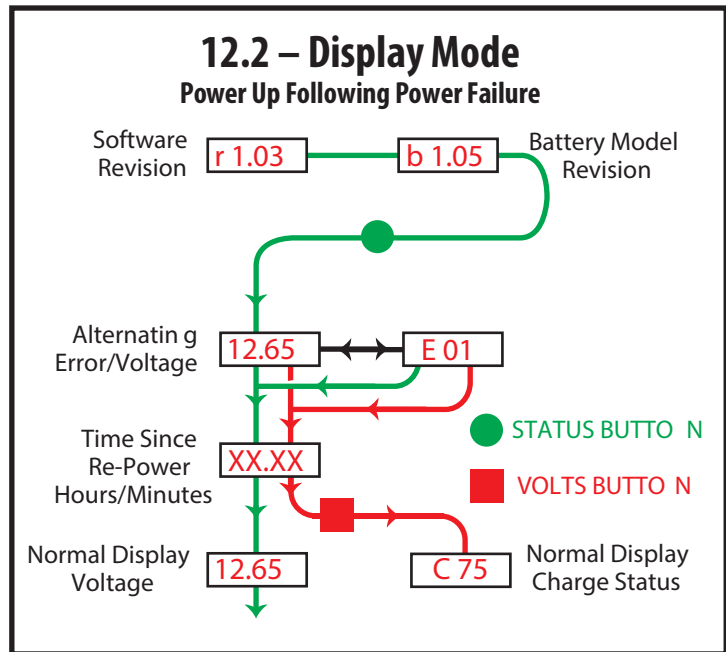 12.2 – Display Mode
Power Up Following Power Failure
Software
Revision
r 1.03
b 1.05
Battery Model
Revision
Alternatin g
Error/Voltage
12.65
E 01
Time Since
Re-Power
Hours/Minutes
XX.XX
STATUS BUTTO N
VOLTS BUTTO N
Normal Display
Voltage
12.65
C 75
Normal Display
Charge Status